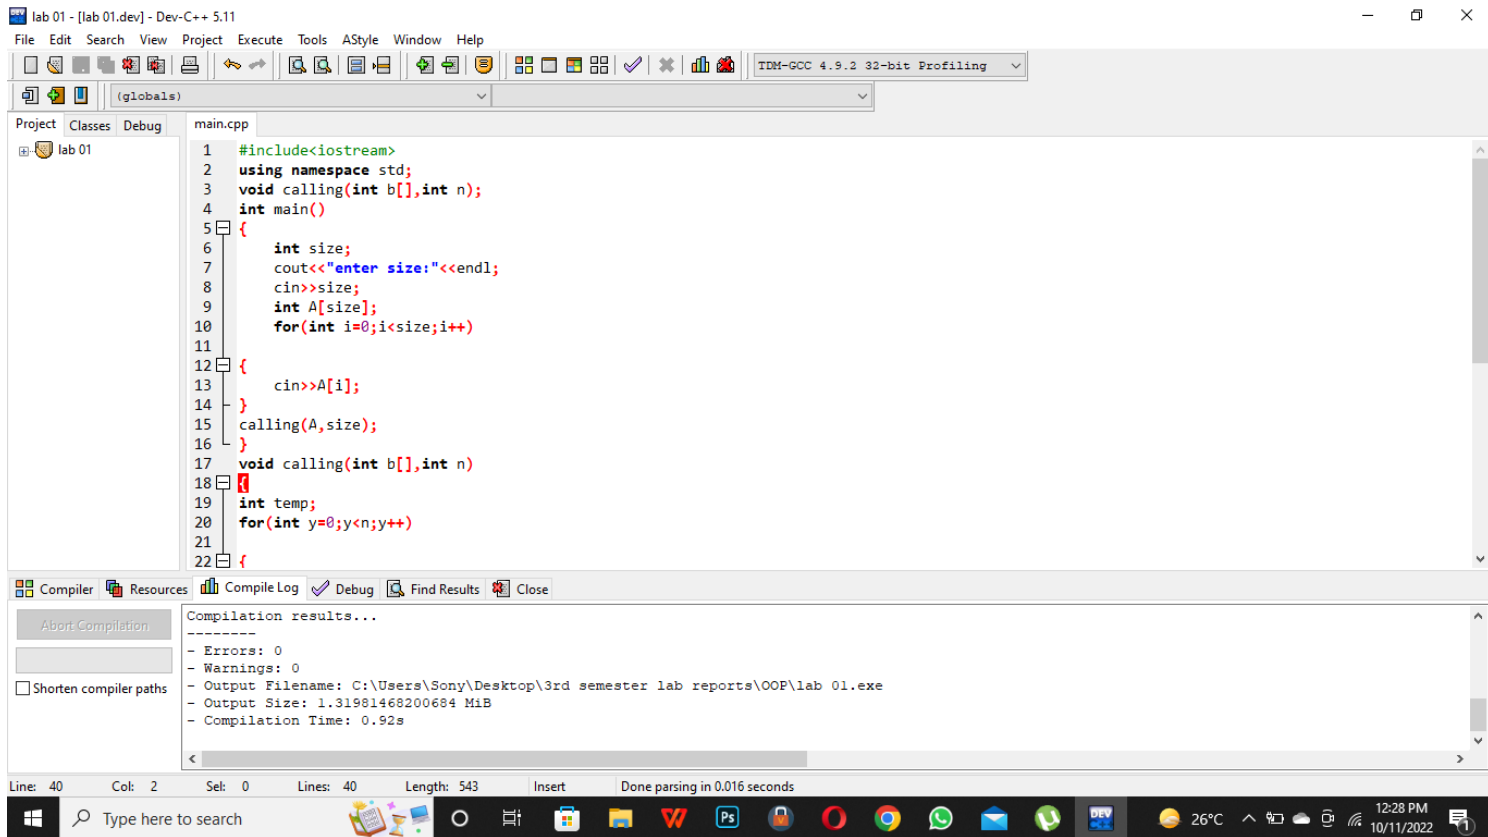 lab 01 - [lab 01.dev] - Dev-C++ 5.11
File Edit Search View Project Execute Tools AStyle Window Help
TDM-GCC 4.9.2 32-bit Profiling
(globals)
Project Classes Debug main.cpp
lab 01
1 #include<iostream>
2 using namespace std;
3 void calling(int b[],int n);
4 int main()
5 {
6 int size;
7 cout<<"enter size:"<<endl;
8 cin>>size;
9 int A[size];
10 for(int i=0;i<size;i++)
11
12 {
13 cin>>A[i];
14 }
15 calling(A,size);
16 }
17 void calling(int b[],int n)
18 {
19 int temp;
20 for(int y=0;y<n;y++)
21
22 {
Compiler Resources Compile Log Debug Find Results Close
Abort Compilation
Shorten compiler paths
Compilation results...
--------
- Errors: 0
- Warnings: 0
- Output Filename: C:\Users\Sony\Desktop\3rd semester lab reports\OOP\lab 01.exe
- Output Size: 1.31981468200684 MiB
- Compilation Time: 0.92s
Line: 40 Col: 2 Sel: 0 Lines: 40 Length: 543 Insert Done parsing in 0.016 seconds
Type here to search
Ps
DEV
26°C
12:28 PM
10/11/2022
1